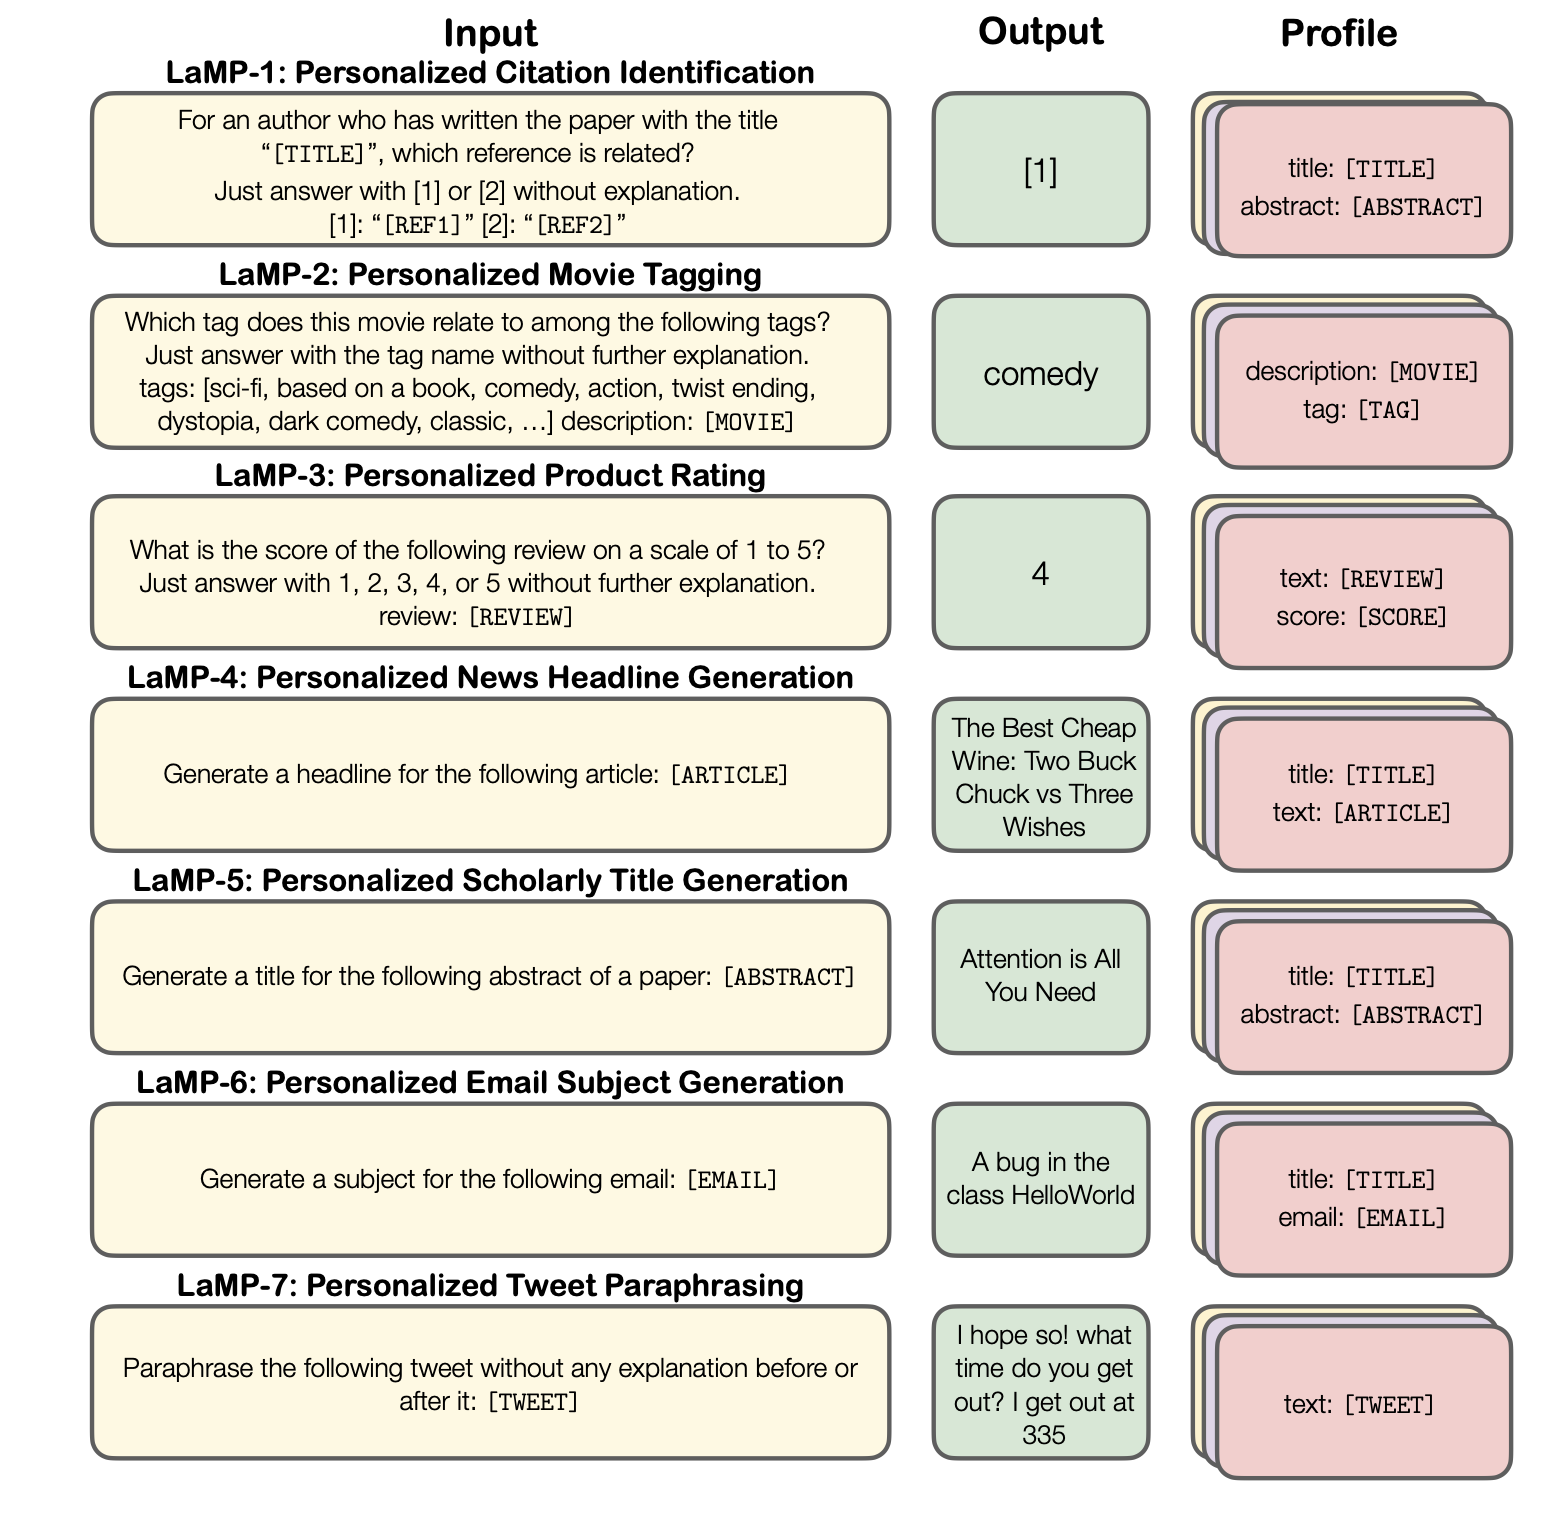 Input
Output
Profile
LaMP-1: Personalized Citation Identification
For an author who has written the paper with the title
“[TITLE]”, which reference is related?
Just answer with [1] or [2] without explanation.
[1]: “[REF1]” [2]: “[REF2]”
[1]
title: [TITLE]
abstract: [ABSTRACT]
LaMP-2: Personalized Movie Tagging
Which tag does this movie relate to among the following tags?
Just answer with the tag name without further explanation.
tags: [sci-fi, based on a book, comedy, action, twist ending,
dystopia, dark comedy, classic, …] description: [MOVIE]
comedy
description: [MOVIE]
tag: [TAG]
LaMP-3: Personalized Product Rating
What is the score of the following review on a scale of 1 to 5?
Just answer with 1, 2, 3, 4, or 5 without further explanation.
review: [REVIEW]
4
text: [REVIEW]
score: [SCORE]
LaMP-4: Personalized News Headline Generation
Generate a headline for the following article: [ARTICLE]
The Best Cheap
Wine: Two Buck
Chuck vs Three
Wishes
title: [TITLE]
text: [ARTICLE]
LaMP-5: Personalized Scholarly Title Generation
Generate a title for the following abstract of a paper: [ABSTRACT]
Attention is All
You Need
title: [TITLE]
abstract: [ABSTRACT]
LaMP-6: Personalized Email Subject Generation
Generate a subject for the following email: [EMAIL]
A bug in the
class HelloWorld
title: [TITLE]
email: [EMAIL]
LaMP-7: Personalized Tweet Paraphrasing
Paraphrase the following tweet without any explanation before or
after it: [TWEET]
I hope so! what
time do you get
out? I get out at
335
text: [TWEET]